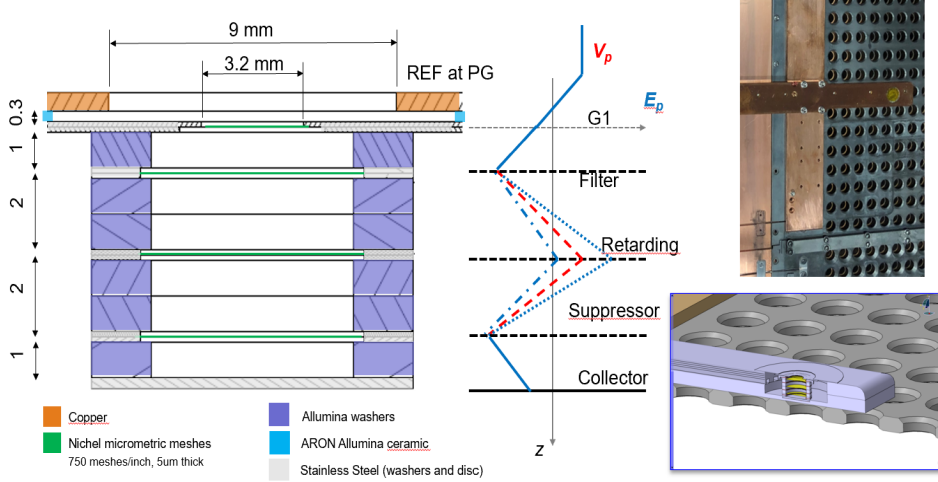 9 mm
3.2 mm
REF at PG
0.3
1
2
2
1
V_p
E_p
G1
Filter
Retarding
Suppressor
Collector
z
Copper
Nichel micrometric meshes
750 meshes/inch, 5um thick
Allumina washers
ARON Allumina ceramic
Stainless Steel (washers and disc)